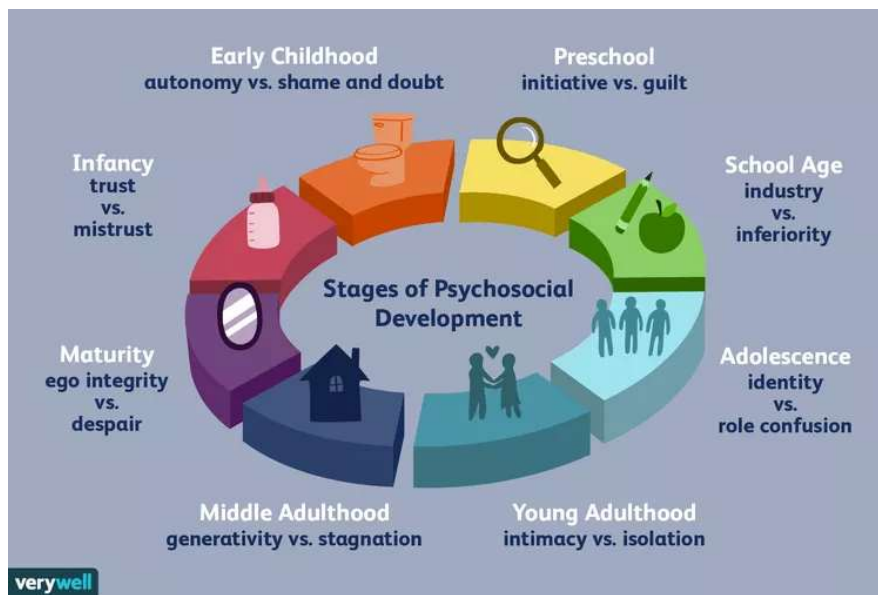 Early Childhood
autonomy vs. shame and doubt
Preschool
initiative vs. guilt
Infancy
trust
vs.
mistrust
School Age
industry
vs.
inferiority
Stages of Psychosocial
Development
Maturity
ego integrity
vs.
despair
Adolescence
identity
vs.
role confusion
Middle Adulthood
generativity vs. stagnation
Young Adulthood
intimacy vs. isolation
verywell